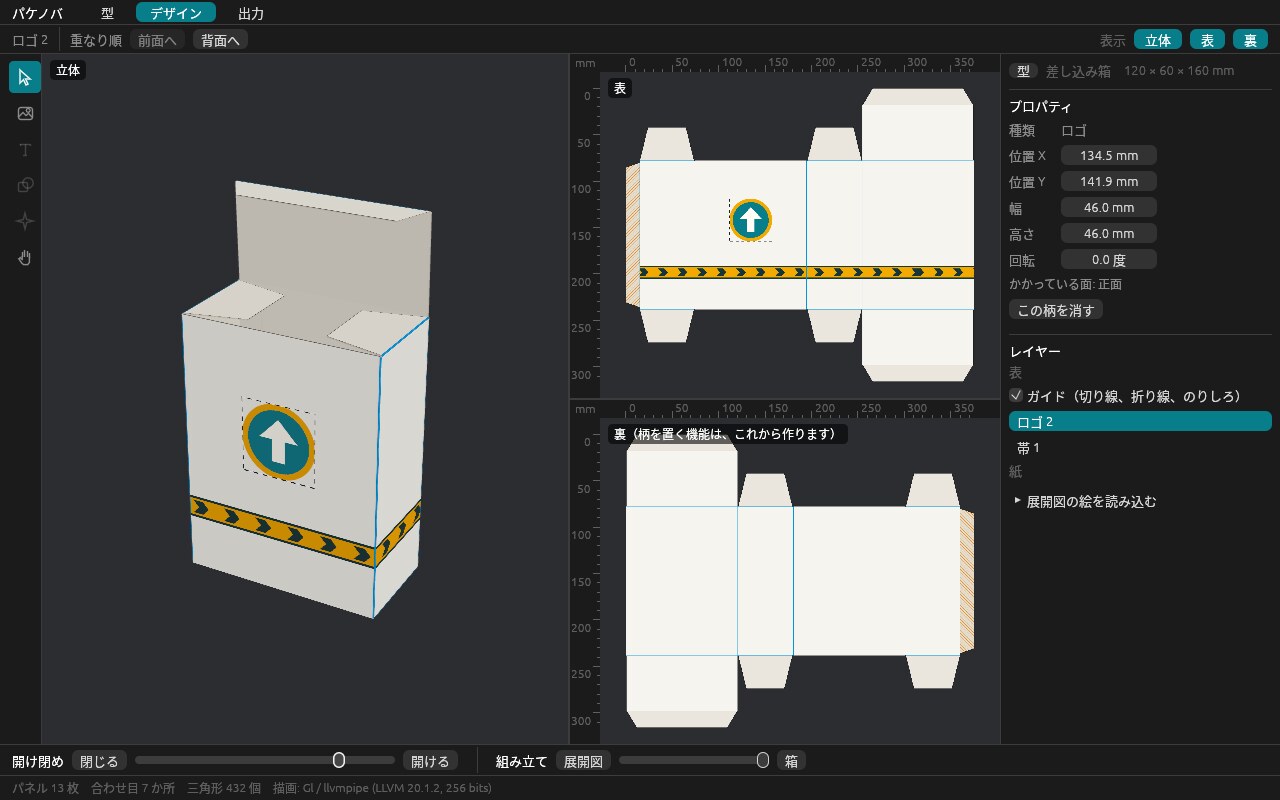 パケノバ 型 デザイン 出力
ロゴ 2 重なり順 前面へ 背面へ 表示 立体 表 裏
立体
mm 0 50 100 150 200 250 300 350
表
0
50
100
150
200
250
300
mm 0 50 100 150 200 250 300 350
裏（柄を置く機能は、これから作ります）
0
50
100
150
200
250
300
型 差し込み箱 120 × 60 × 160 mm
プロパティ
種類 ロゴ
位置 X 134.5 mm
位置 Y 141.9 mm
幅 46.0 mm
高さ 46.0 mm
回転 0.0 度
かかっている面: 正面
この柄を消す
レイヤー
表
ガイド（切り線、折り線、のりしろ）
ロゴ 2
帯 1
紙
展開図の絵を読み込む
開け閉め 閉じる 開ける 組み立て 展開図 箱
パネル 13 枚 合わせ目 7 か所 三角形 432 個 描画: Gl / llvmpipe (LLVM 20.1.2, 256 bits)